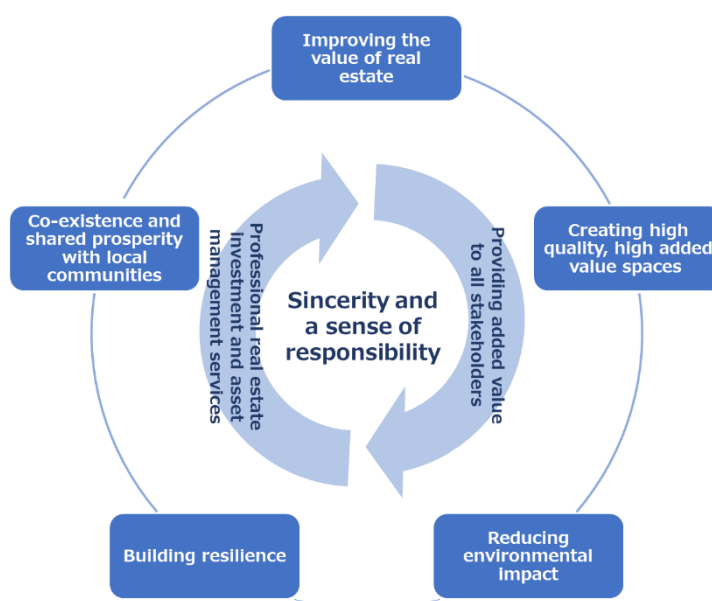 Improving the
value of real
estate
Co-existence and
shared prosperity
with local
communities
Creating high
quality, high added
value spaces
Professional real estate
investment and asset
management services
Sincerity and
a sense of
responsibility
Providing added value
to all stakeholders
Building resilience
Reducing
environmental
impact